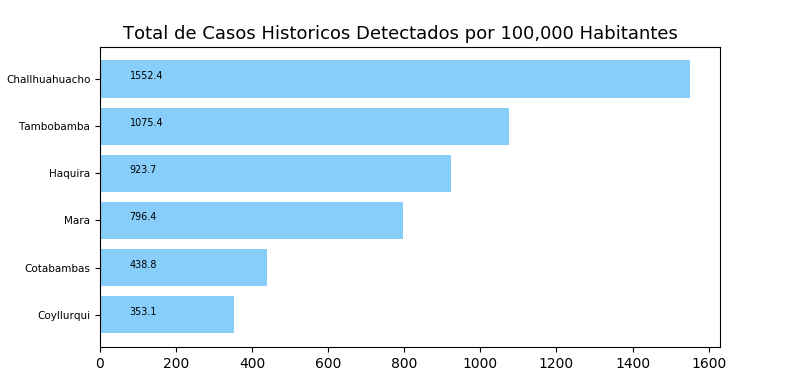 Total de Casos Historicos Detectados por 100,000 Habitantes
Challhuahuacho 1552.4
Tambobamba 1075.4
Haquira 923.7
Mara 796.4
Cotabambas 438.8
Coyllurqui 353.1
0 200 400 600 800 1000 1200 1400 1600